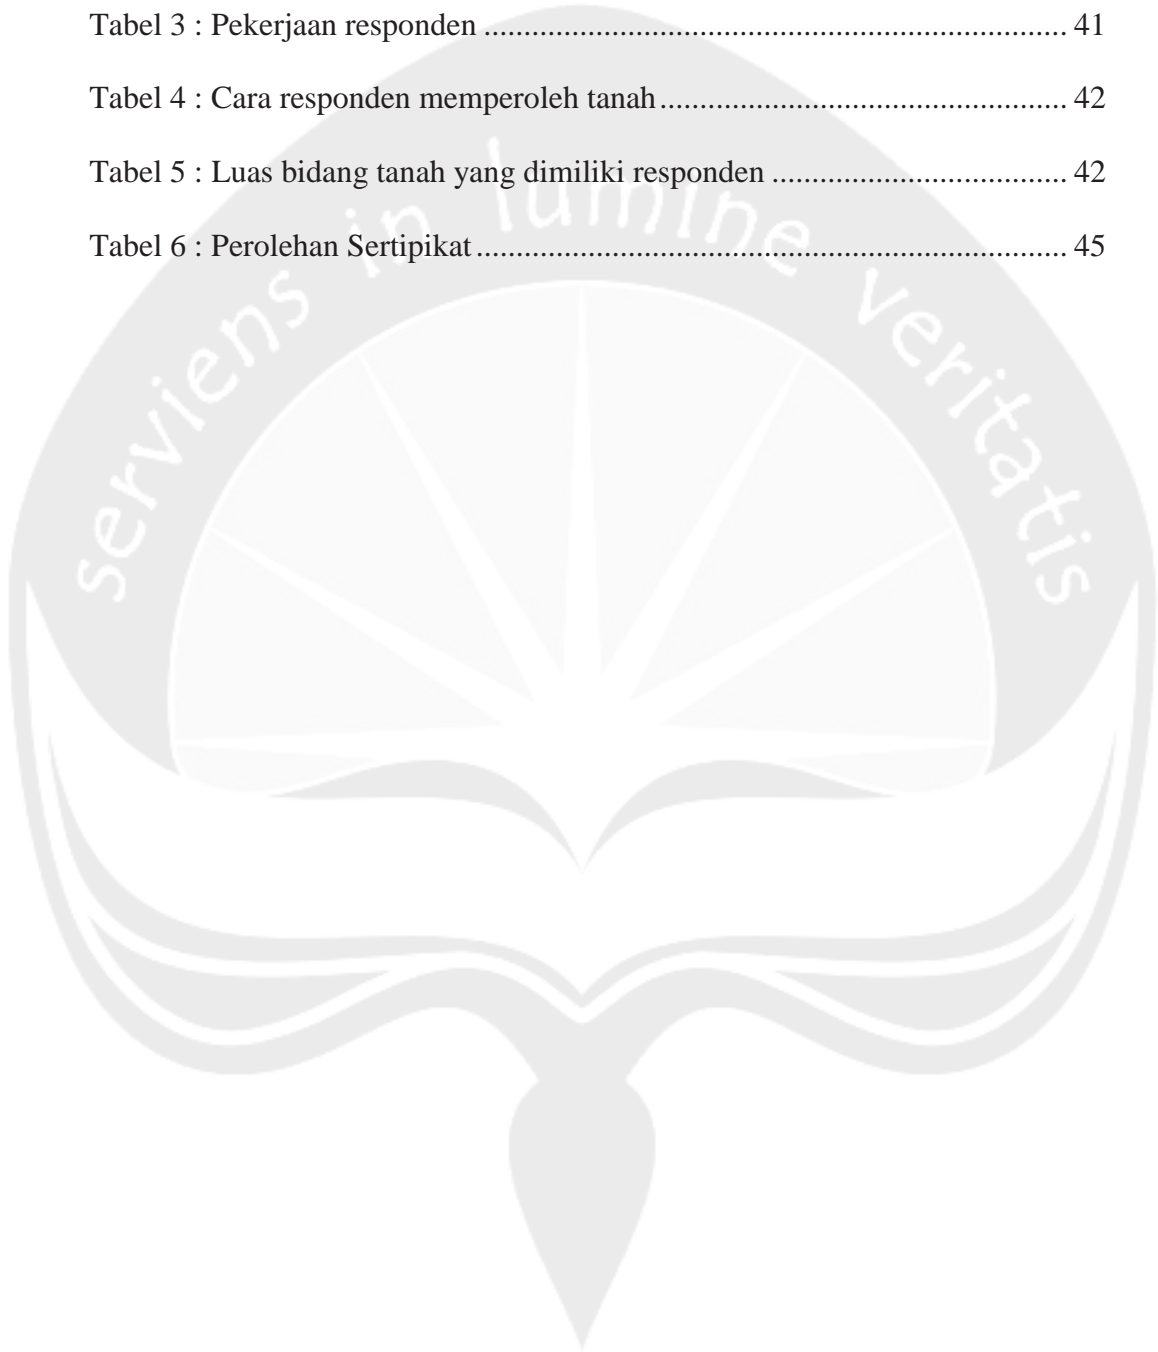 Tabel 3 : Pekerjaan responden ........................................................................ 41
Tabel 4 : Cara responden memperoleh tanah .................................................. 42
Tabel 5 : Luas bidang tanah yang dimiliki responden .................................... 42
Tabel 6 : Perolehan Sertipikat ......................................................................... 45
serviens in lumine veritatis